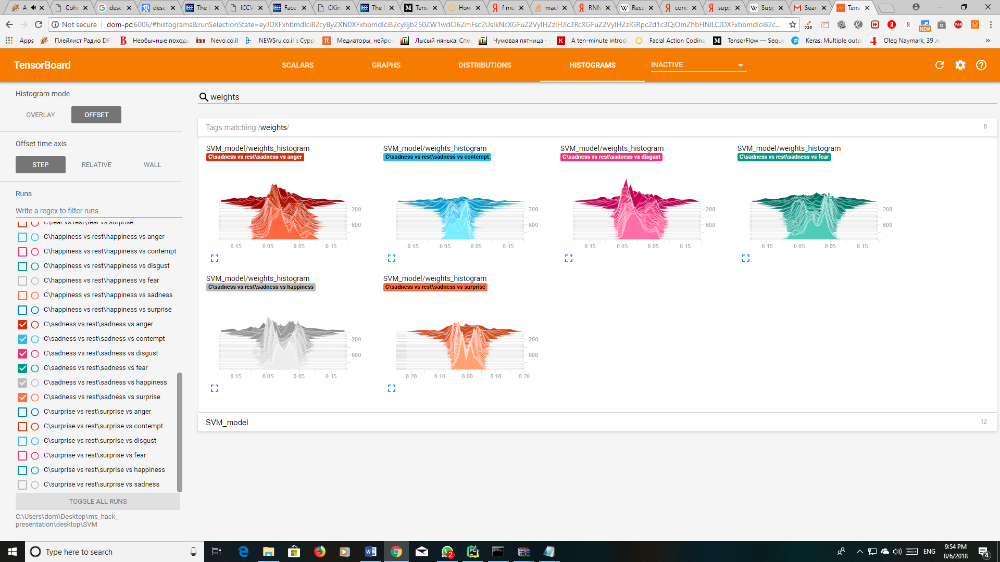 A
Cohn
desc
desc
The
ICCV
Face
CKim
The
Tens
How
f me
macl
RNN
Recu
conc
supp
Supp
Sear
Tens
Not secure
dom-pc:6006/#histograms&runSelectionState=
Apps
Плейлист Радио DF
Необычные походы
Nevo.co.il
NEWSru.co.il :: Сурро
Медиаторы, нейрон
Лысый нянька: Спец
Чумовая пятница -
A ten-minute introdu
Facial Action Coding
TensorFlow — Seque
Keras: Multiple outp
Oleg Naymark, 39 ле
»
TensorBoard
SCALARS
GRAPHS
DISTRIBUTIONS
HISTOGRAMS
INACTIVE
Histogram mode
OVERLAY
OFFSET
Offset time axis
STEP
RELATIVE
WALL
Runs
Write a regex to filter runs
C\fear vs rest\fear vs surprise
C\happiness vs rest\happiness vs anger
C\happiness vs rest\happiness vs contempt
C\happiness vs rest\happiness vs disgust
C\happiness vs rest\happiness vs fear
C\happiness vs rest\happiness vs sadness
C\happiness vs rest\happiness vs surprise
C\sadness vs rest\sadness vs anger
C\sadness vs rest\sadness vs contempt
C\sadness vs rest\sadness vs disgust
C\sadness vs rest\sadness vs fear
C\sadness vs rest\sadness vs happiness
C\sadness vs rest\sadness vs surprise
C\surprise vs rest\surprise vs anger
C\surprise vs rest\surprise vs contempt
C\surprise vs rest\surprise vs disgust
C\surprise vs rest\surprise vs fear
C\surprise vs rest\surprise vs happiness
C\surprise vs rest\surprise vs sadness
TOGGLE ALL RUNS
C:\Users\dom\Desktop\ms_hack_
presentation\desktop\SVM
weights
Tags matching /weights/
6
SVM_model/weights_histogram
C\sadness vs rest\sadness vs anger
200
600
-0.15 -0.05 0.05 0.15
SVM_model/weights_histogram
C\sadness vs rest\sadness vs contempt
200
600
-0.15 -0.05 0.05 0.15
SVM_model/weights_histogram
C\sadness vs rest\sadness vs disgust
200
600
-0.15 -0.05 0.05 0.15
SVM_model/weights_histogram
C\sadness vs rest\sadness vs fear
200
600
-0.15 -0.05 0.05 0.15
SVM_model/weights_histogram
C\sadness vs rest\sadness vs happiness
200
600
-0.15 -0.05 0.05 0.15
SVM_model/weights_histogram
C\sadness vs rest\sadness vs surprise
200
600
-0.20 -0.10 0.00 0.10 0.20
SVM_model
12
Type here to search
ENG
9:54 PM
8/6/2018